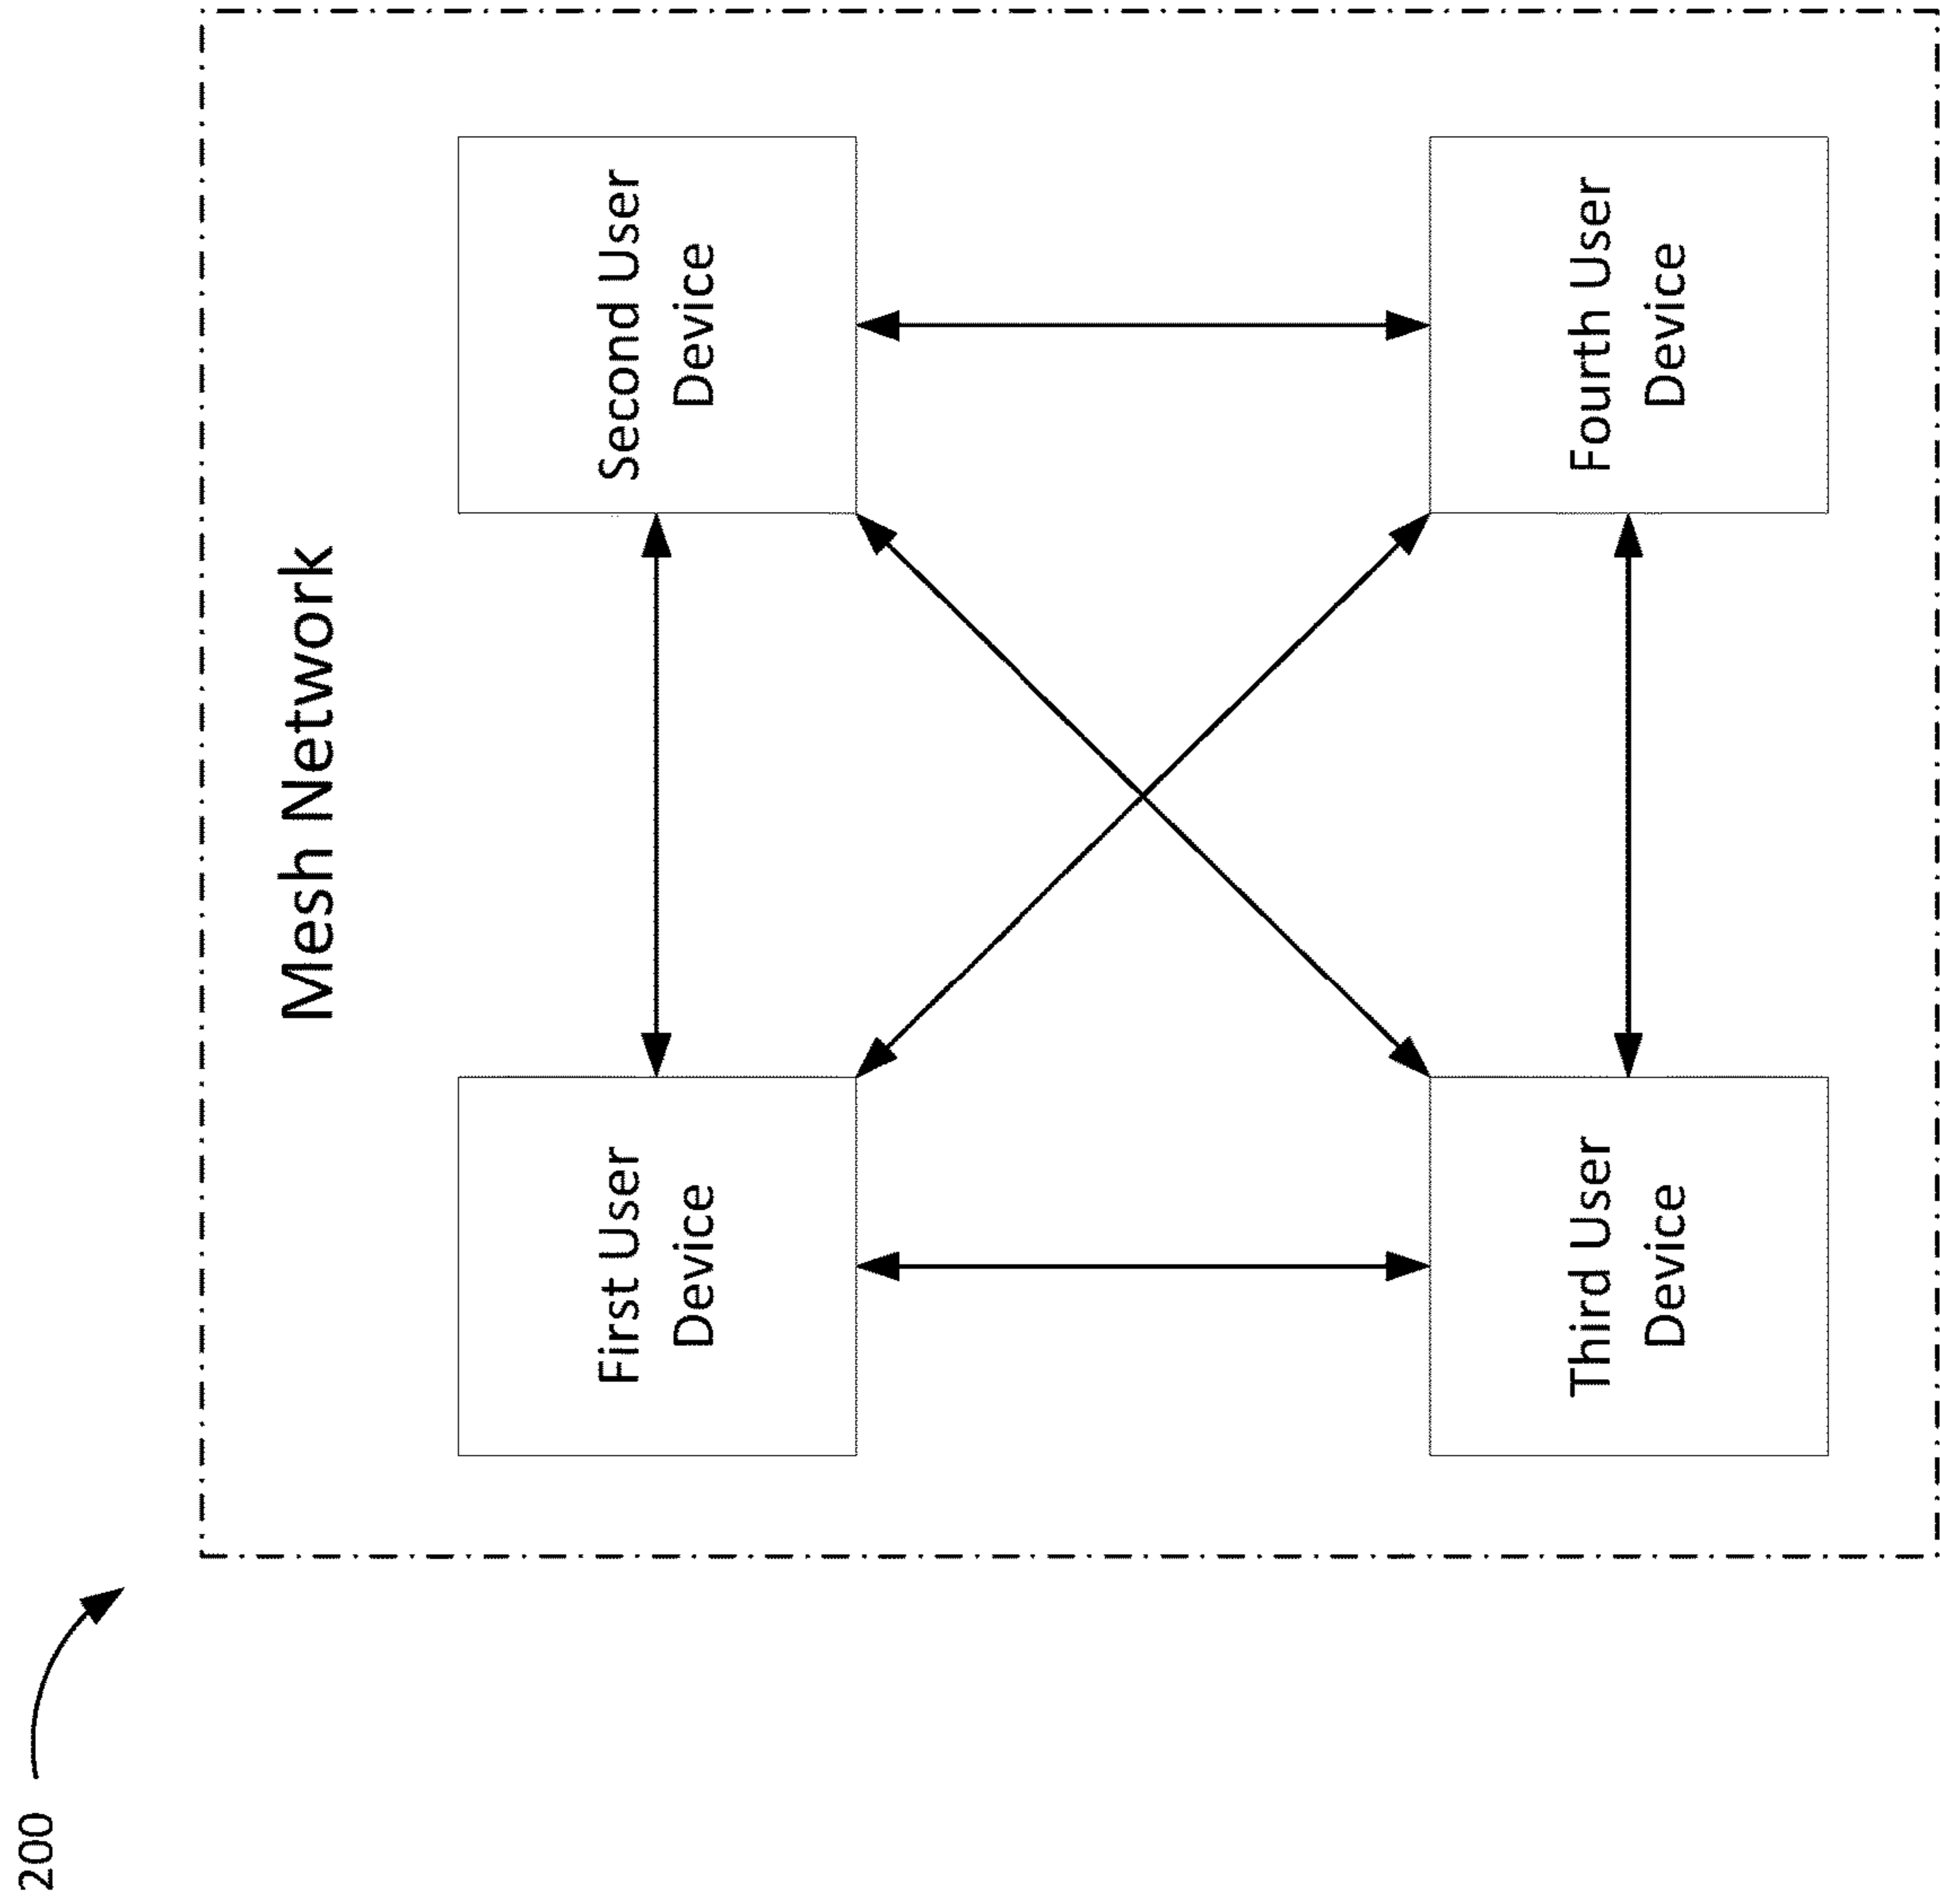 200
Mesh Network
First User
Device
Second User
Device
Third User
Device
Fourth User
Device